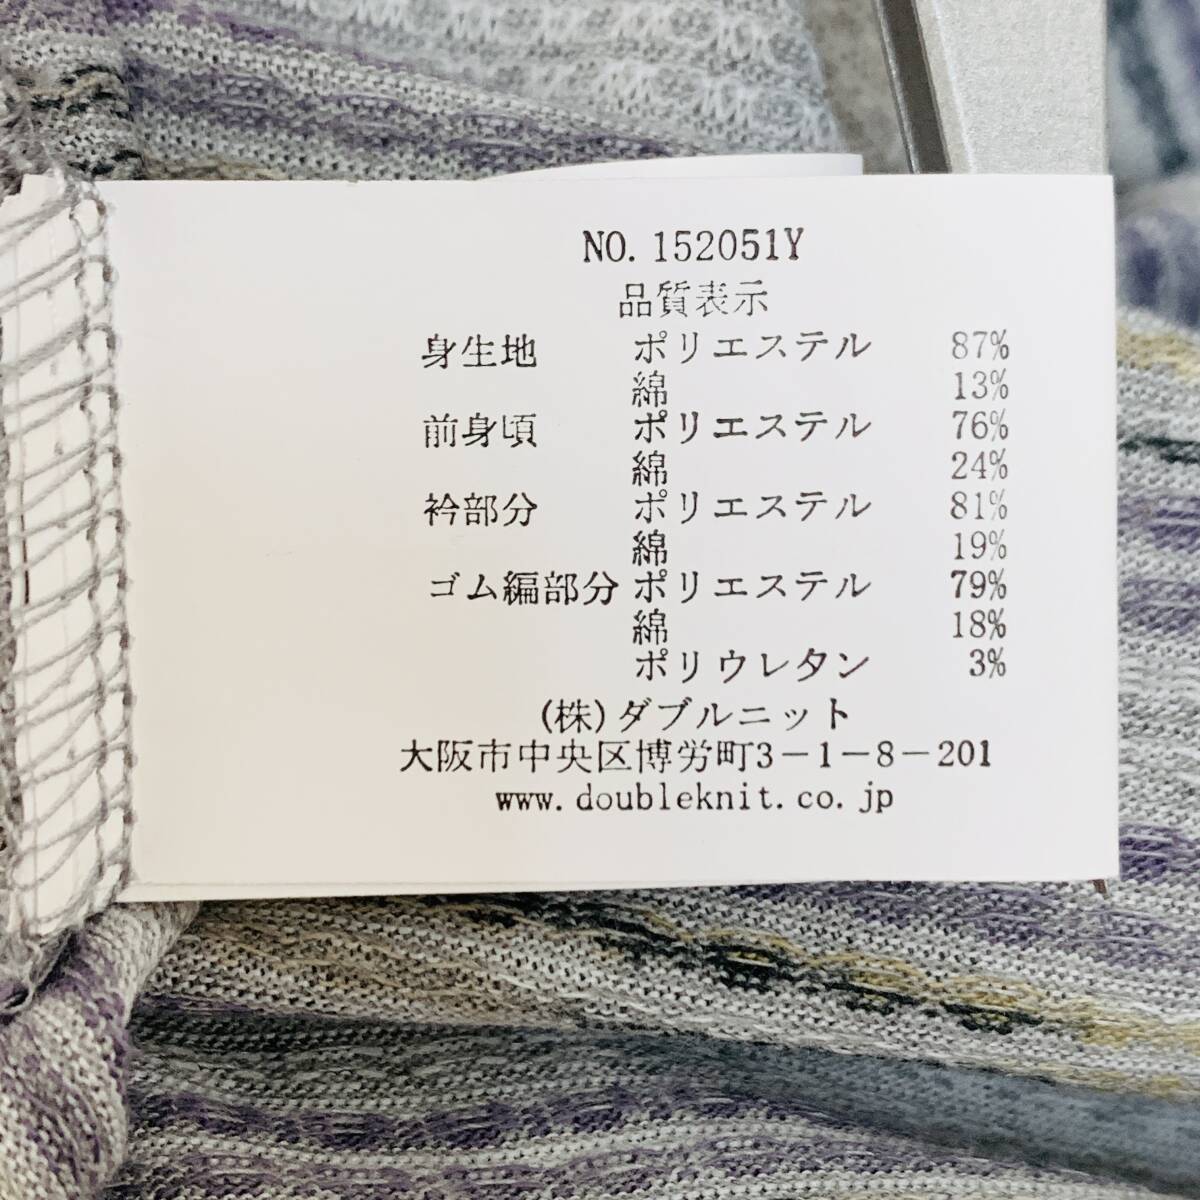 NO. 152051Y
品質表示
身生地 ポリエステル 87%
綿 13%
前身頃 ポリエステル 76%
綿 24%
衿部分 ポリエステル 81%
綿 19%
ゴム編部分 ポリエステル 79%
綿 18%
ポリウレタン 3%
(株)ダブルニット
大阪市中央区博労町3－1－8－201
www.doubleknit.co.jp